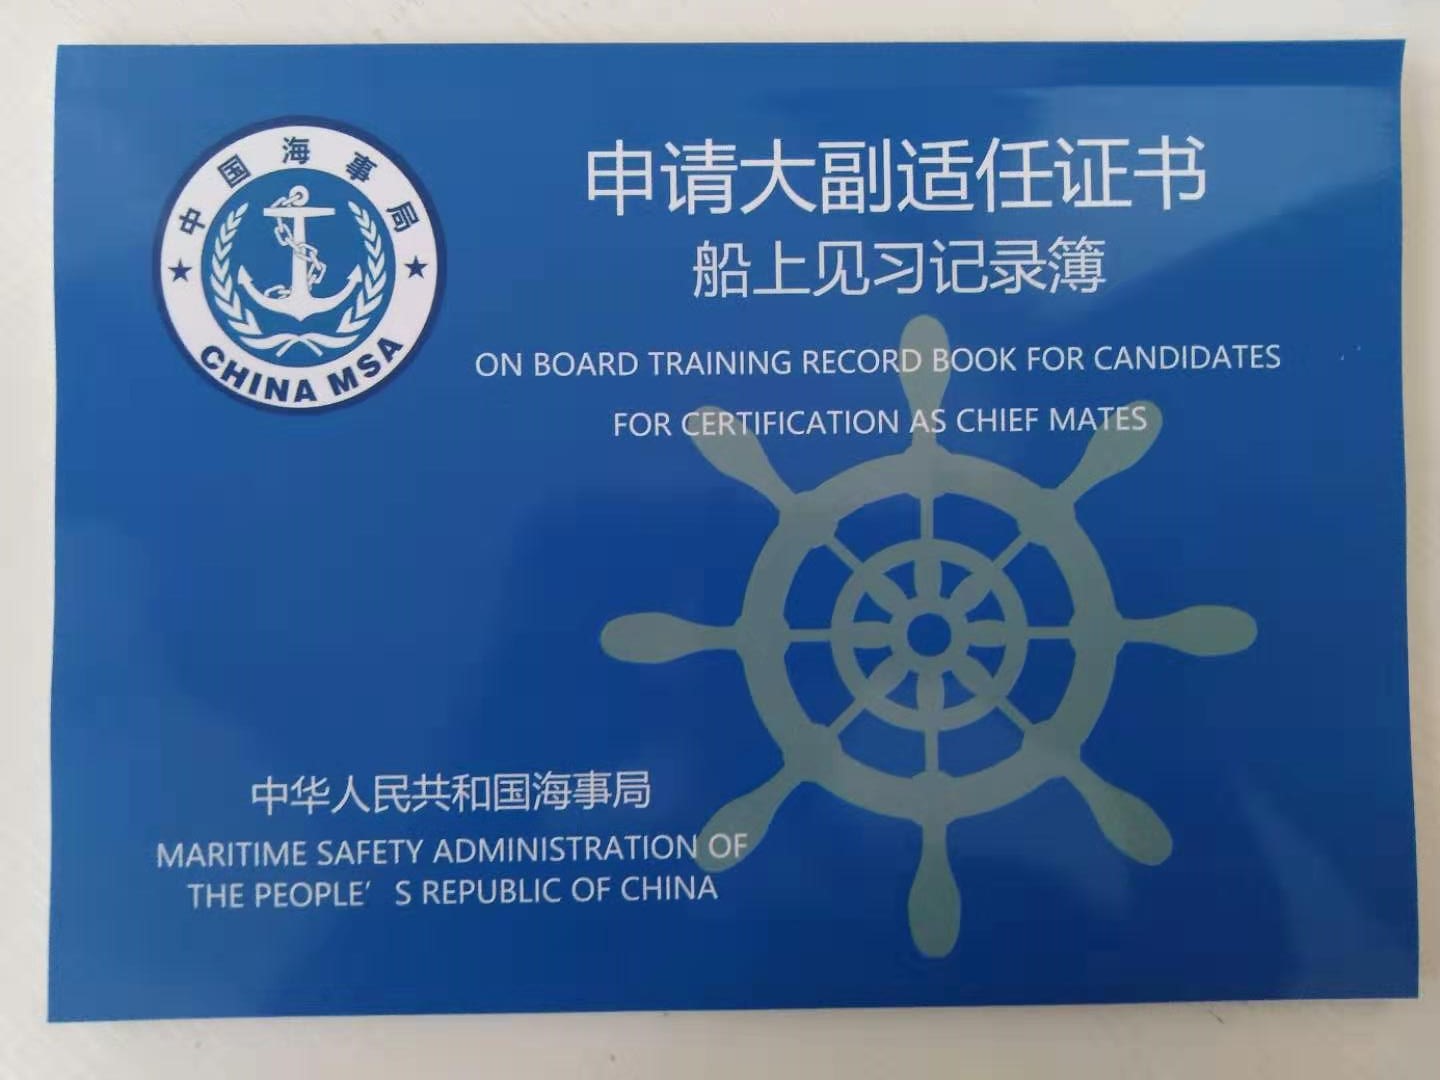 中国海事局
CHINA MSA
申请大副适任证书
船上见习记录簿
ON BOARD TRAINING RECORD BOOK FOR CANDIDATES
FOR CERTIFICATION AS CHIEF MATES
中华人民共和国海事局
MARITIME SAFETY ADMINISTRATION OF
THE PEOPLE' S REPUBLIC OF CHINA